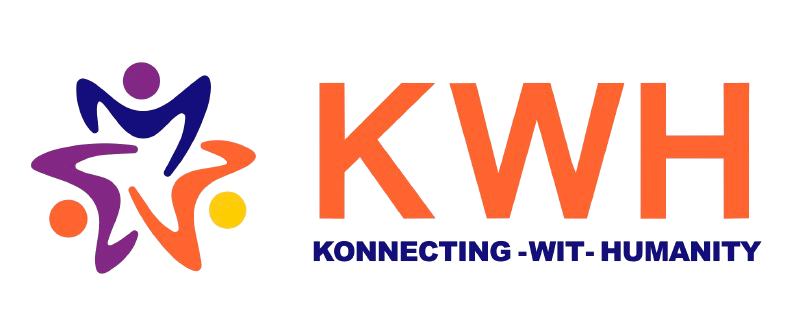 KWH
KONNECTING -WIT- HUMANITY